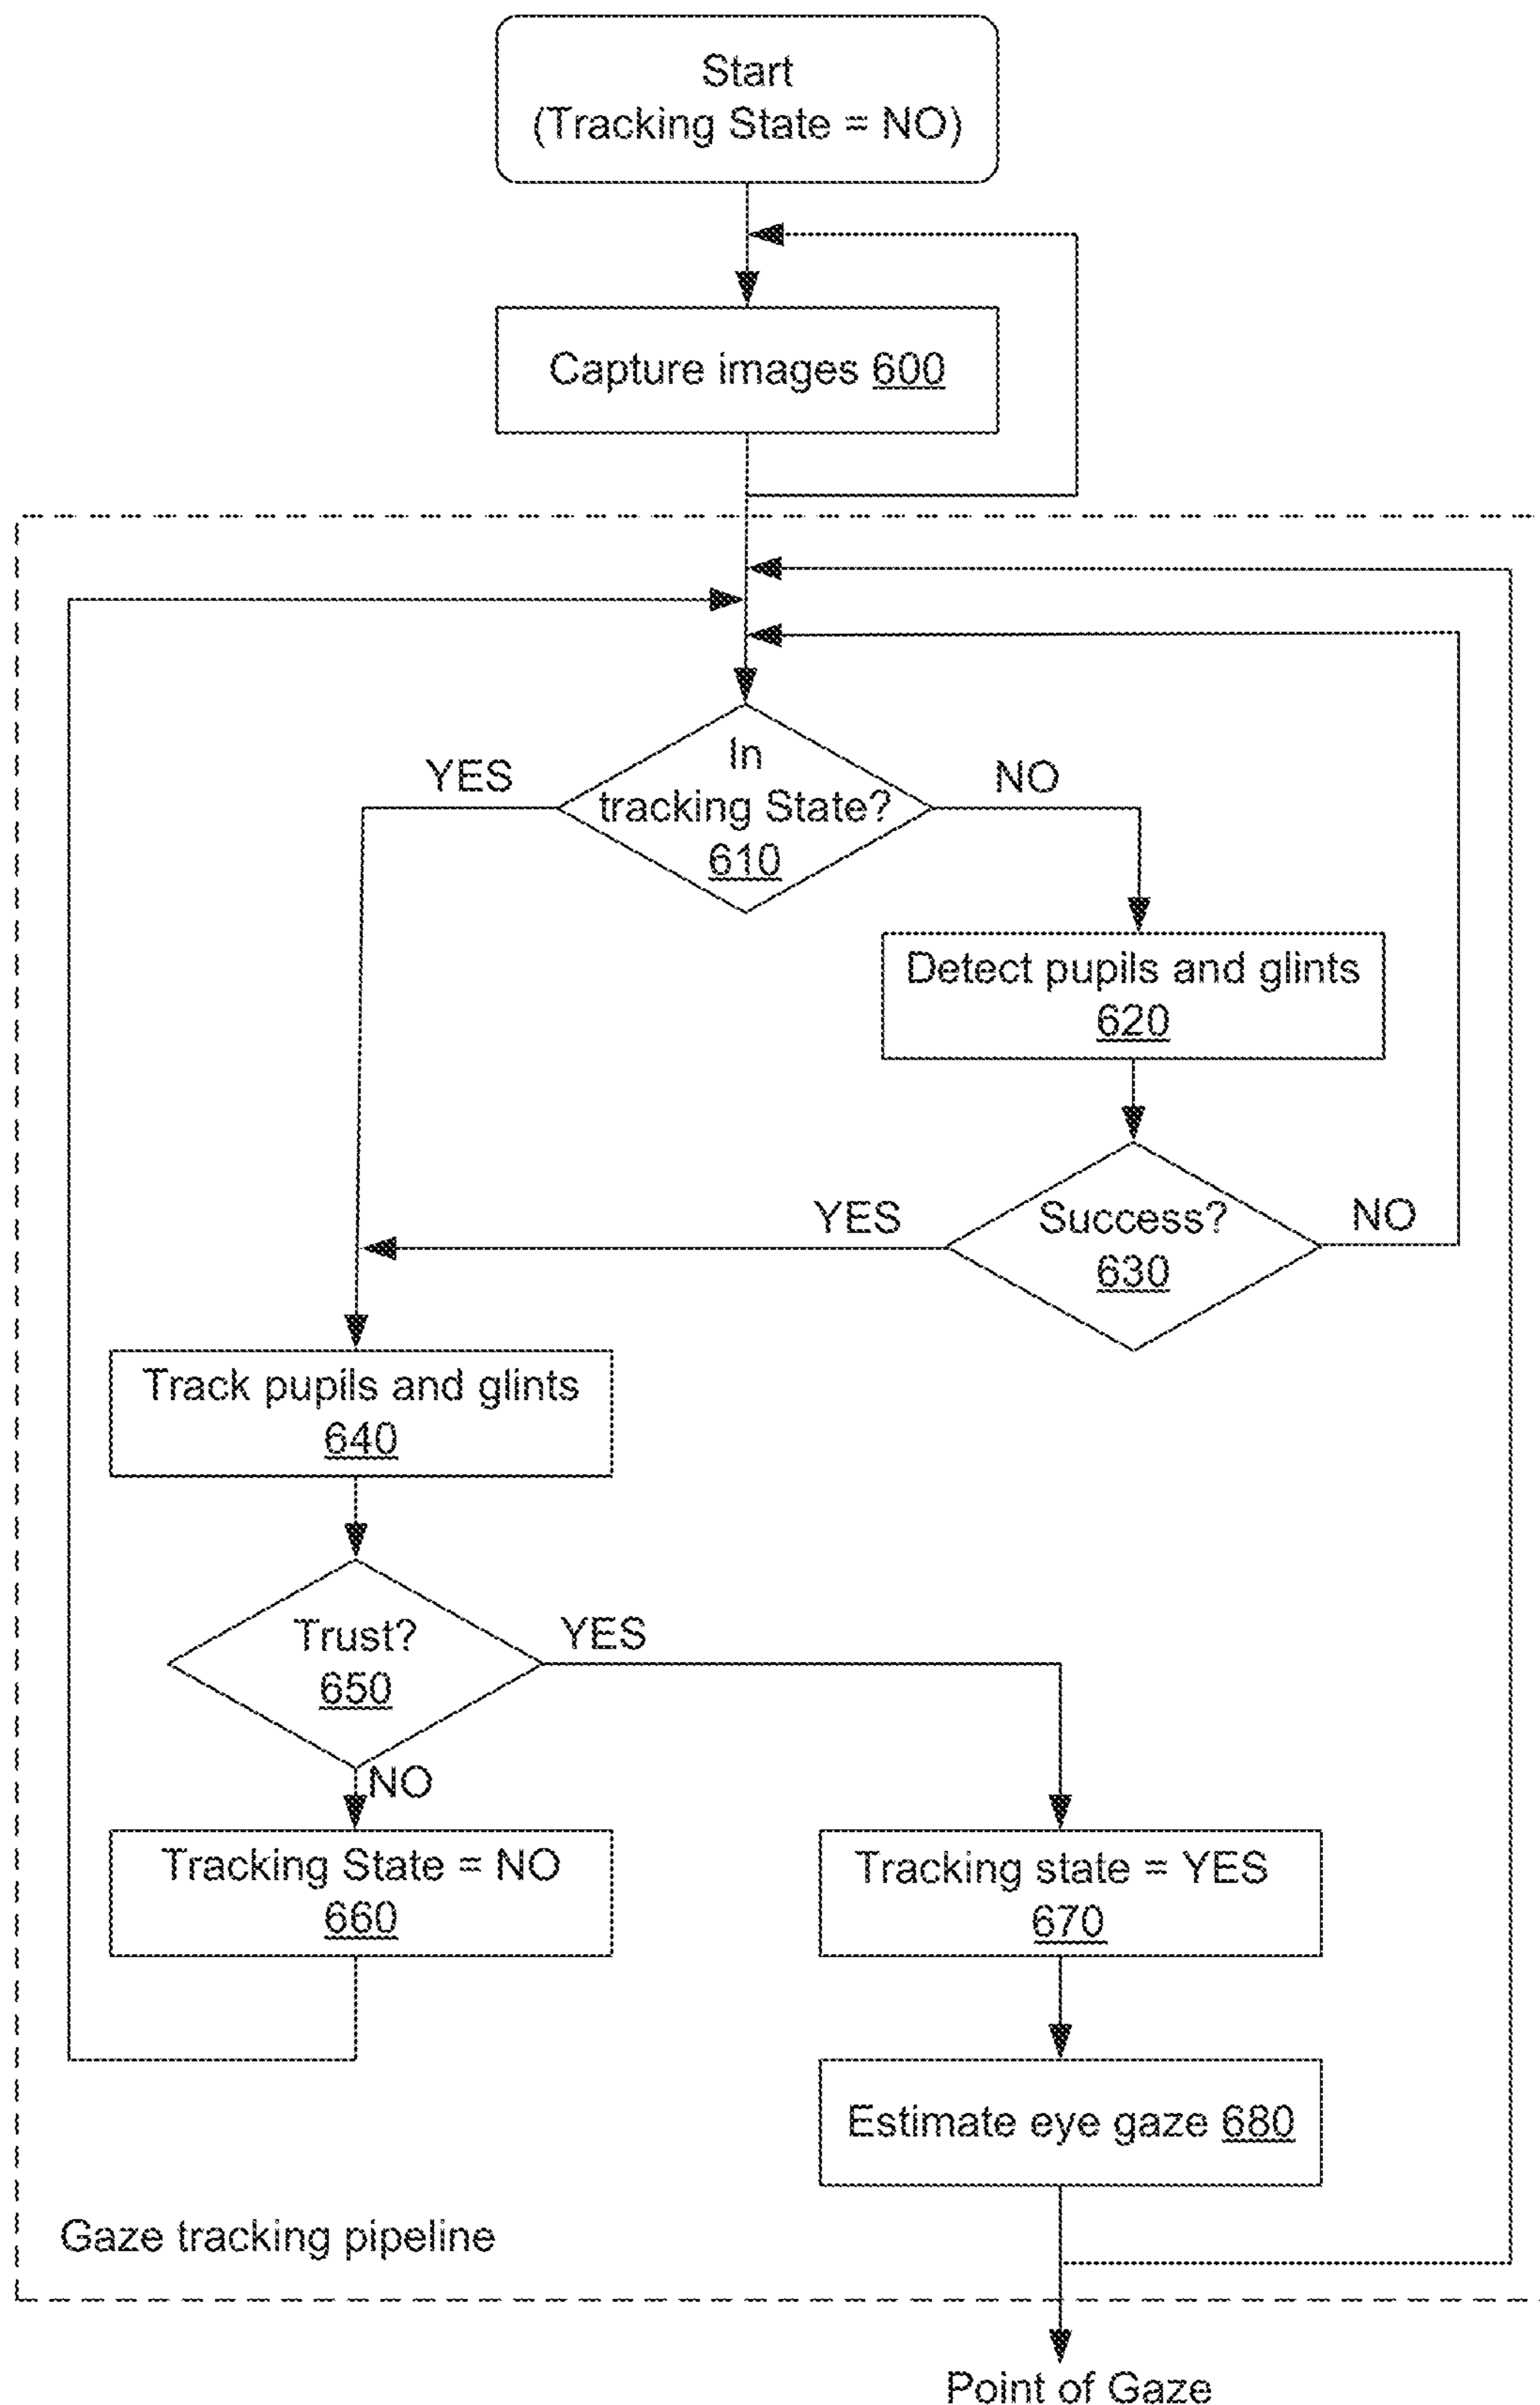 Start
(Tracking State = NO)
Capture images 600
In
tracking State?
610
YES
NO
Detect pupils and glints
620
Success?
630
YES
NO
Track pupils and glints
640
Trust?
650
YES
NO
Tracking State = NO
660
Tracking state = YES
670
Estimate eye gaze 680
Gaze tracking pipeline
Point of Gaze